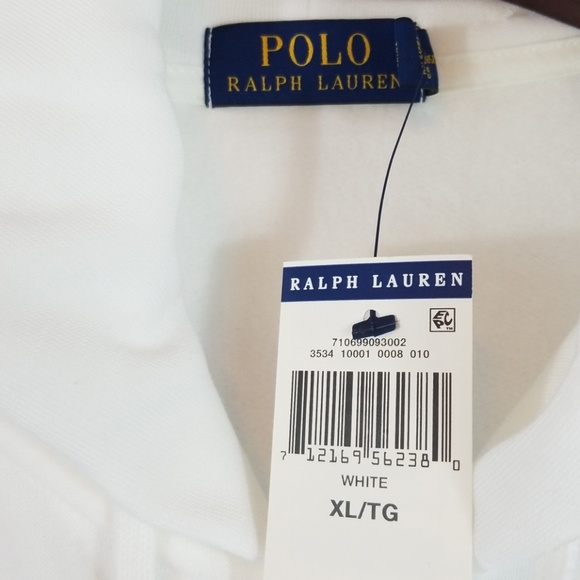 POLO
RALPH LAUREN
RALPH LAUREN
710699093002
3534 10001 0008 010
7 12169 56238 0
WHITE
XL/TG